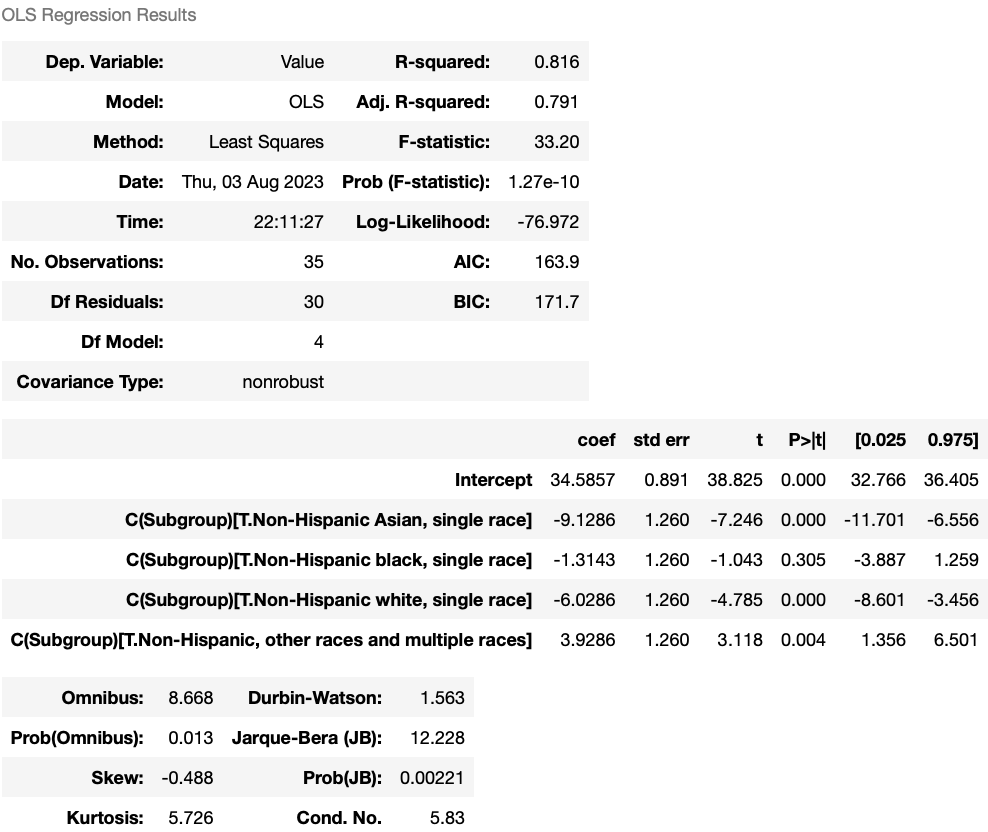 OLS Regression Results
Dep. Variable: Value R-squared: 0.816
Model: OLS Adj. R-squared: 0.791
Method: Least Squares F-statistic: 33.20
Date: Thu, 03 Aug 2023 Prob (F-statistic): 1.27e-10
Time: 22:11:27 Log-Likelihood: -76.972
No. Observations: 35 AIC: 163.9
Df Residuals: 30 BIC: 171.7
Df Model: 4
Covariance Type: nonrobust
coef std err t P>|t| [0.025 0.975]
Intercept 34.5857 0.891 38.825 0.000 32.766 36.405
C(Subgroup)[T.Non-Hispanic Asian, single race] -9.1286 1.260 -7.246 0.000 -11.701 -6.556
C(Subgroup)[T.Non-Hispanic black, single race] -1.3143 1.260 -1.043 0.305 -3.887 1.259
C(Subgroup)[T.Non-Hispanic white, single race] -6.0286 1.260 -4.785 0.000 -8.601 -3.456
C(Subgroup)[T.Non-Hispanic, other races and multiple races] 3.9286 1.260 3.118 0.004 1.356 6.501
Omnibus: 8.668 Durbin-Watson: 1.563
Prob(Omnibus): 0.013 Jarque-Bera (JB): 12.228
Skew: -0.488 Prob(JB): 0.00221
Kurtosis: 5.726 Cond. No. 5.83